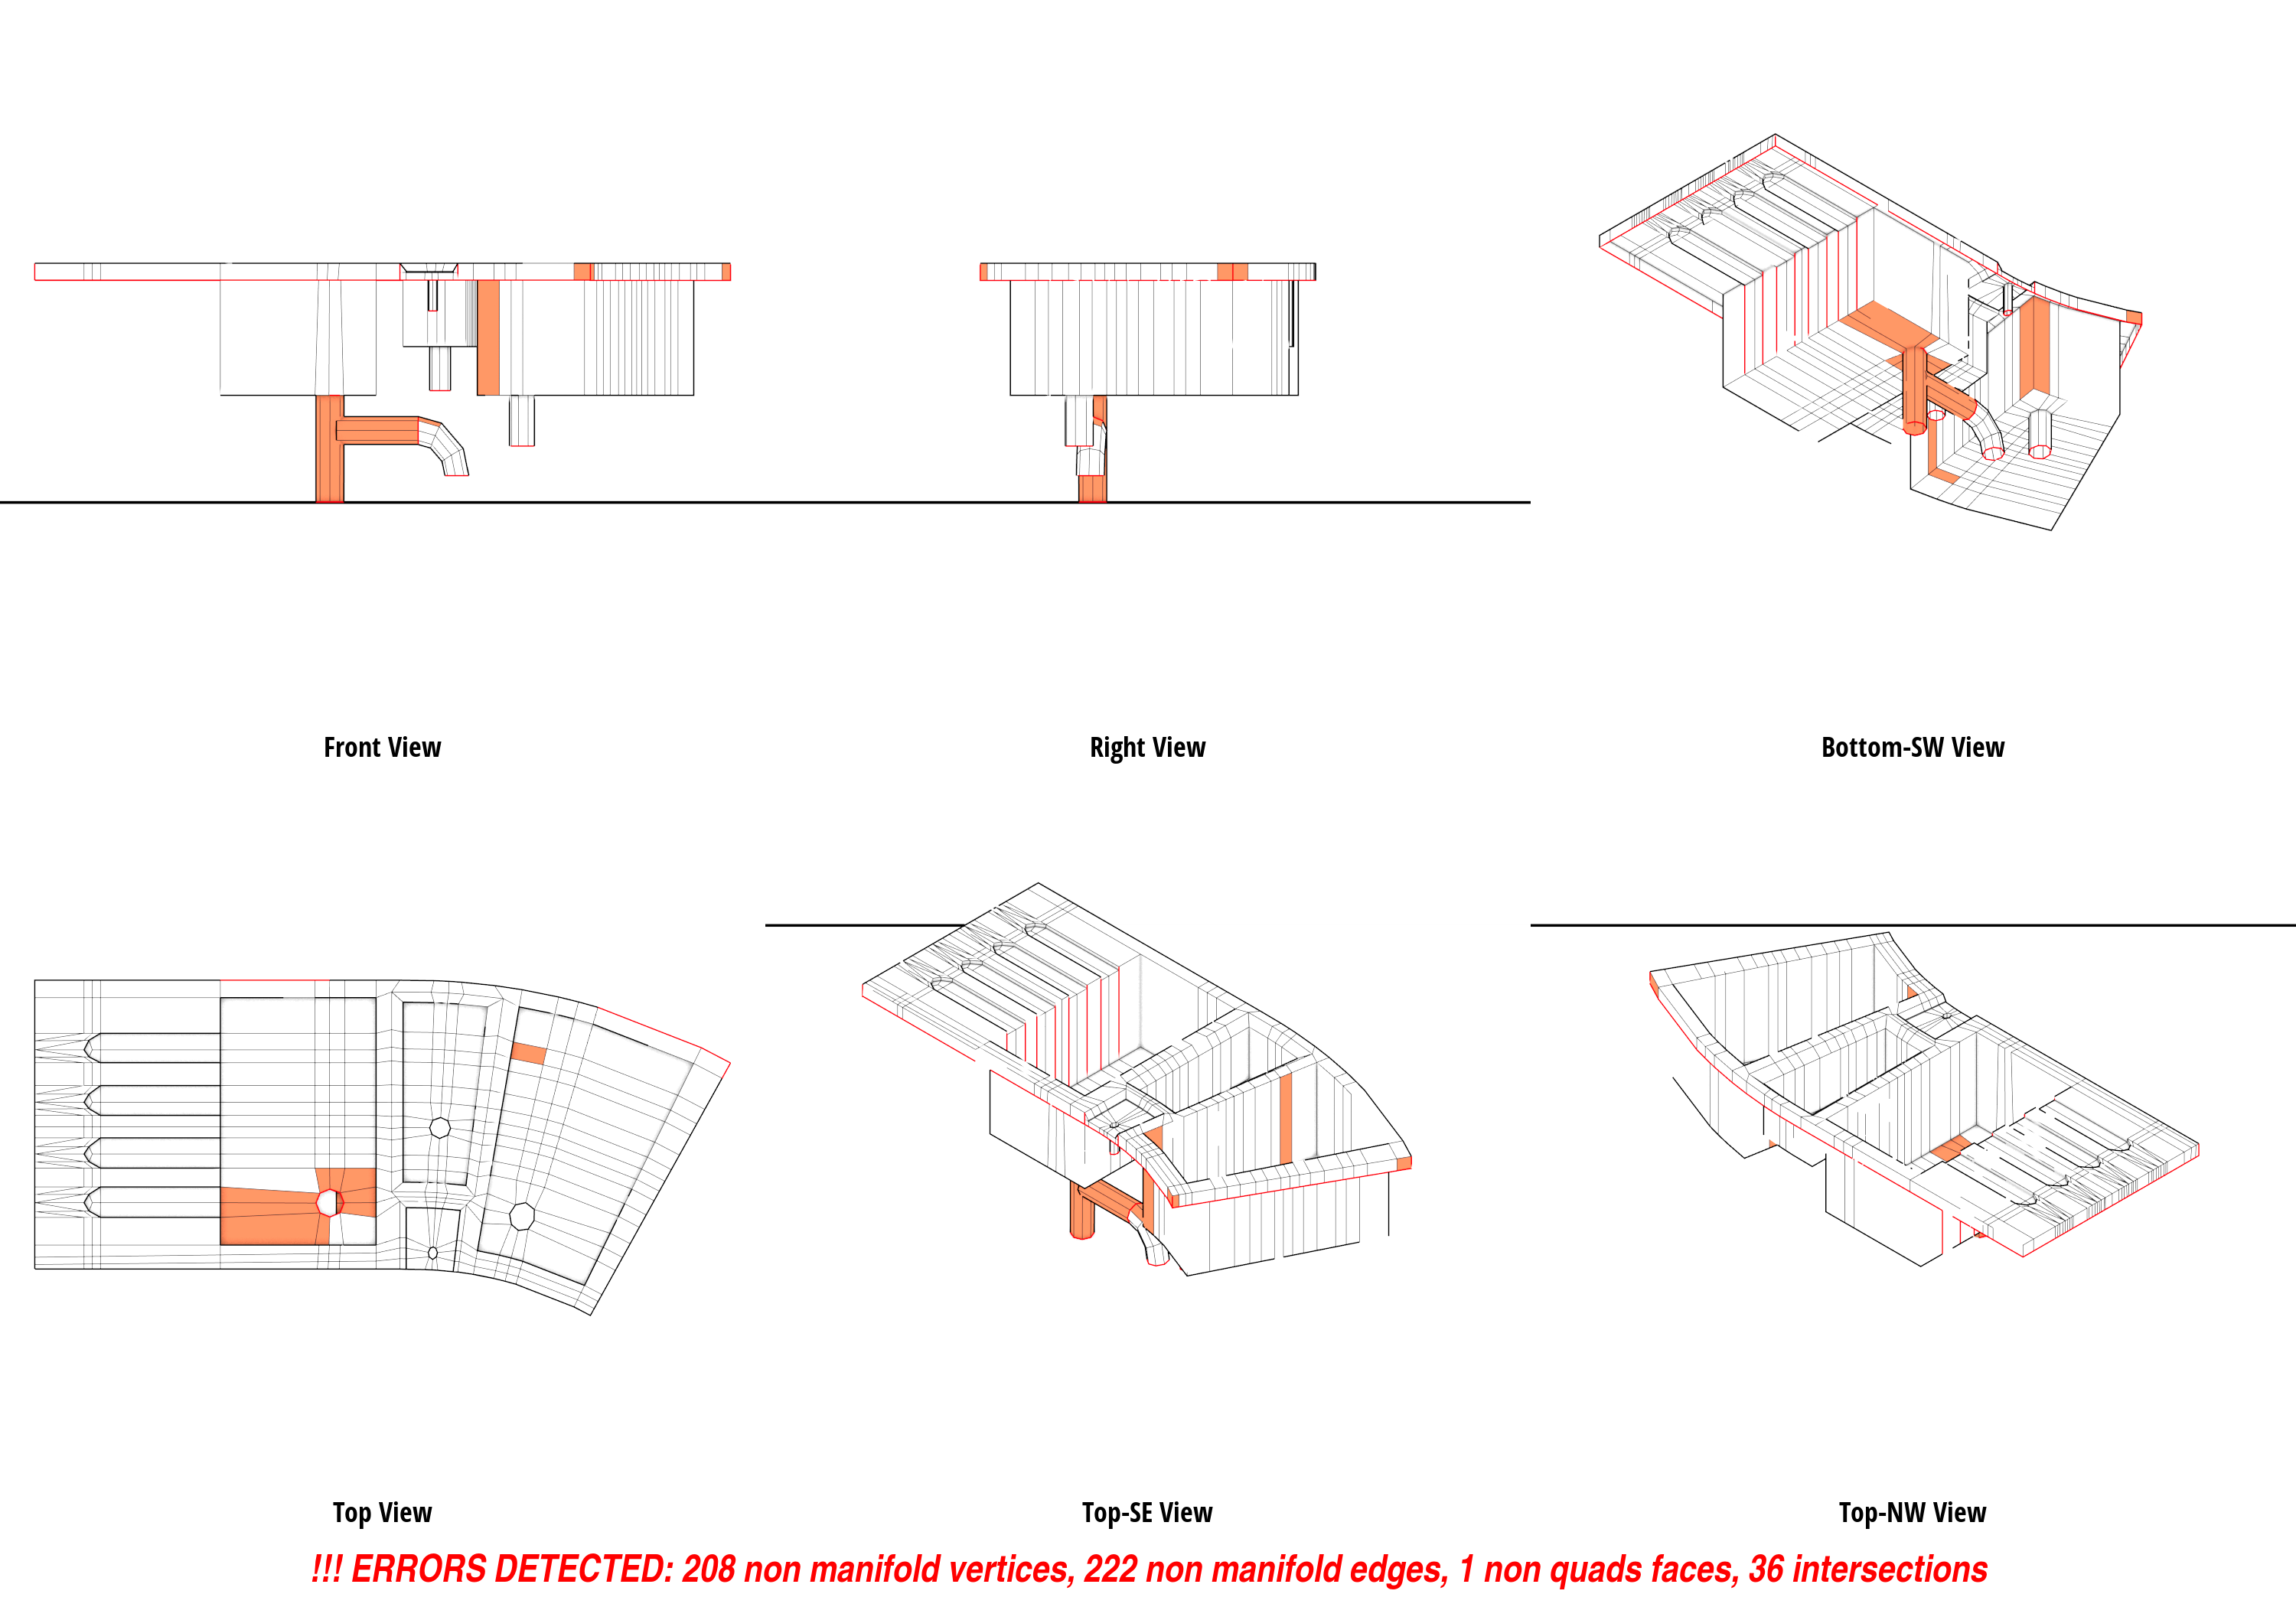 Front View
Right View
Bottom-SW View
Top View
Top-SE View
Top-NW View
!!! ERRORS DETECTED: 208 non manifold vertices, 222 non manifold edges, 1 non quads faces, 36 intersections